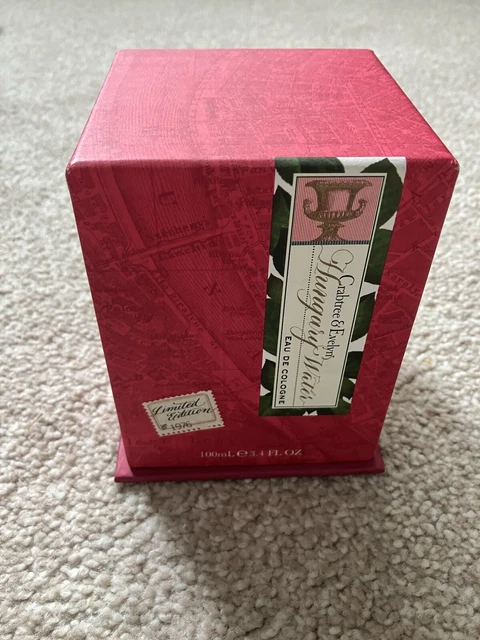 Crabtree & Evelyn
Hungary Water
EAU DE COLOGNE
Limited
Edition
1976
100mL ℮ 3.4 FL OZ